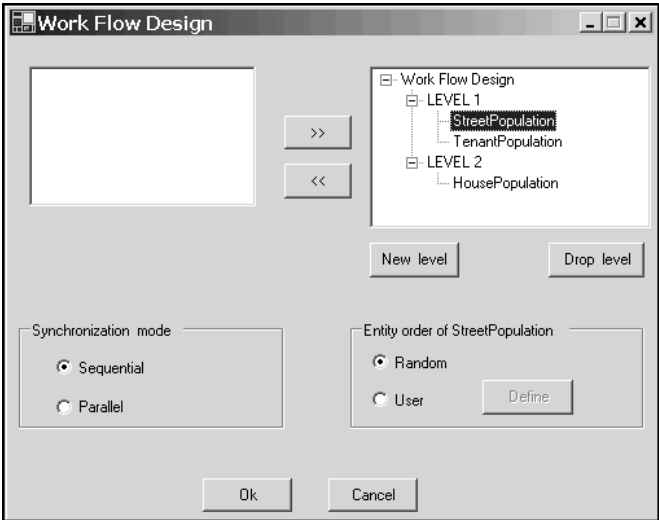 Work Flow Design
>>
<<
Work Flow Design
LEVEL 1
StreetPopulation
TenantPopulation
LEVEL 2
HousePopulation
New level
Drop level
Synchronization mode
Sequential
Parallel
Entity order of StreetPopulation
Random
User
Define
Ok
Cancel